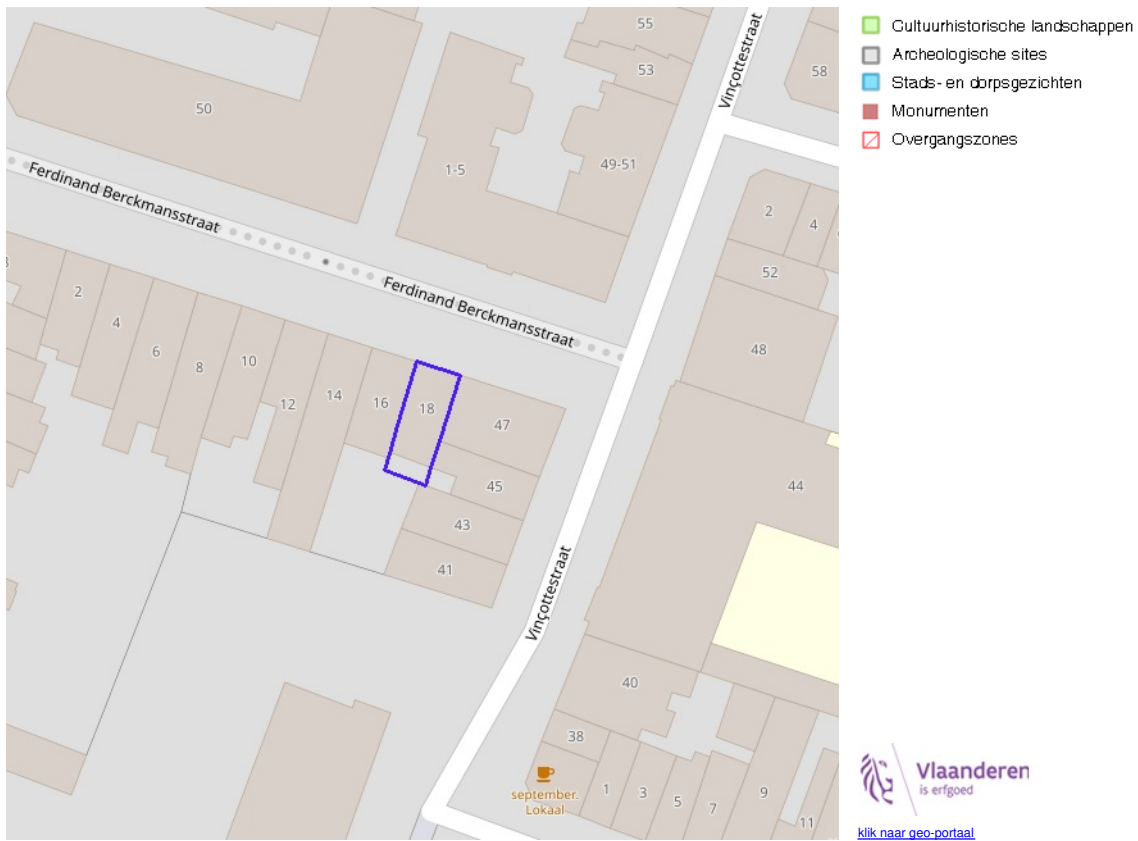 55
53
58
50
1-5
49-51
Vinçottestraat
Ferdinand Berckmansstraat
2
4
52
Ferdinand Berckmansstraat
48
2
4
6
8
10
12
14
16
18
47
45
43
41
44
Vinçottestraat
40
38
september.
Lokaal
1
3
5
7
9
11
Cultuurhistorische landschappen
Archeologische sites
Stads- en dorpsgezichten
Monumenten
Overgangszones
Vlaanderen
is erfgoed
klik naar geo-portaal